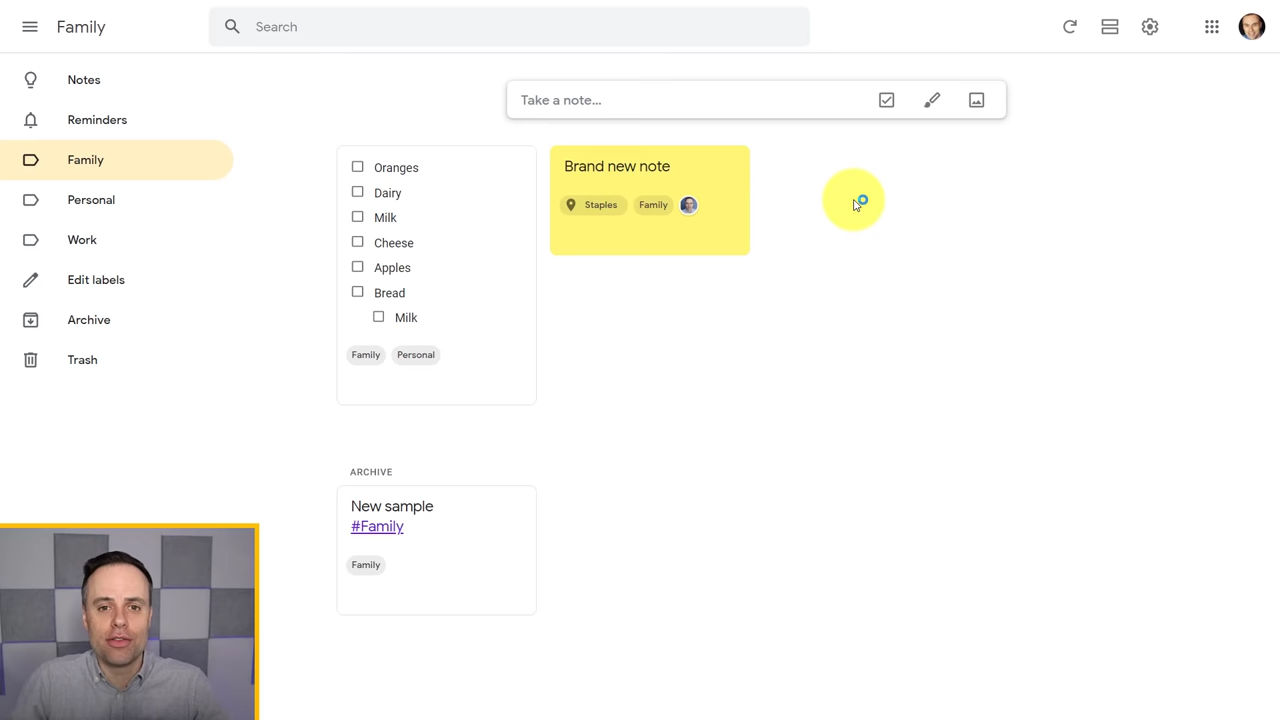 Family
Search
Notes
Reminders
Family
Personal
Work
Edit labels
Archive
Trash
Take a note...
Oranges
Dairy
Milk
Cheese
Apples
Bread
Milk
Family Personal
Brand new note
Staples Family
ARCHIVE
New sample
#Family
Family